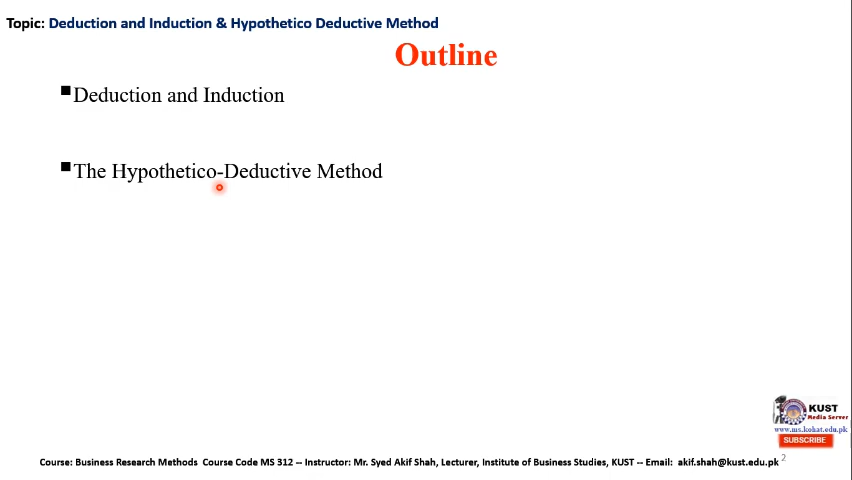 Topic: Deduction and Induction & Hypothetico Deductive Method
Outline
Deduction and Induction
The Hypothetico-Deductive Method
KUST
Media Server
www.ms.kohat.edu.pk
SUBSCRIBE
Course: Business Research Methods Course Code MS 312 -- Instructor: Mr. Syed Akif Shah, Lecturer, Institute of Business Studies, KUST -- Email: akif.shah@kust.edu.pk 2